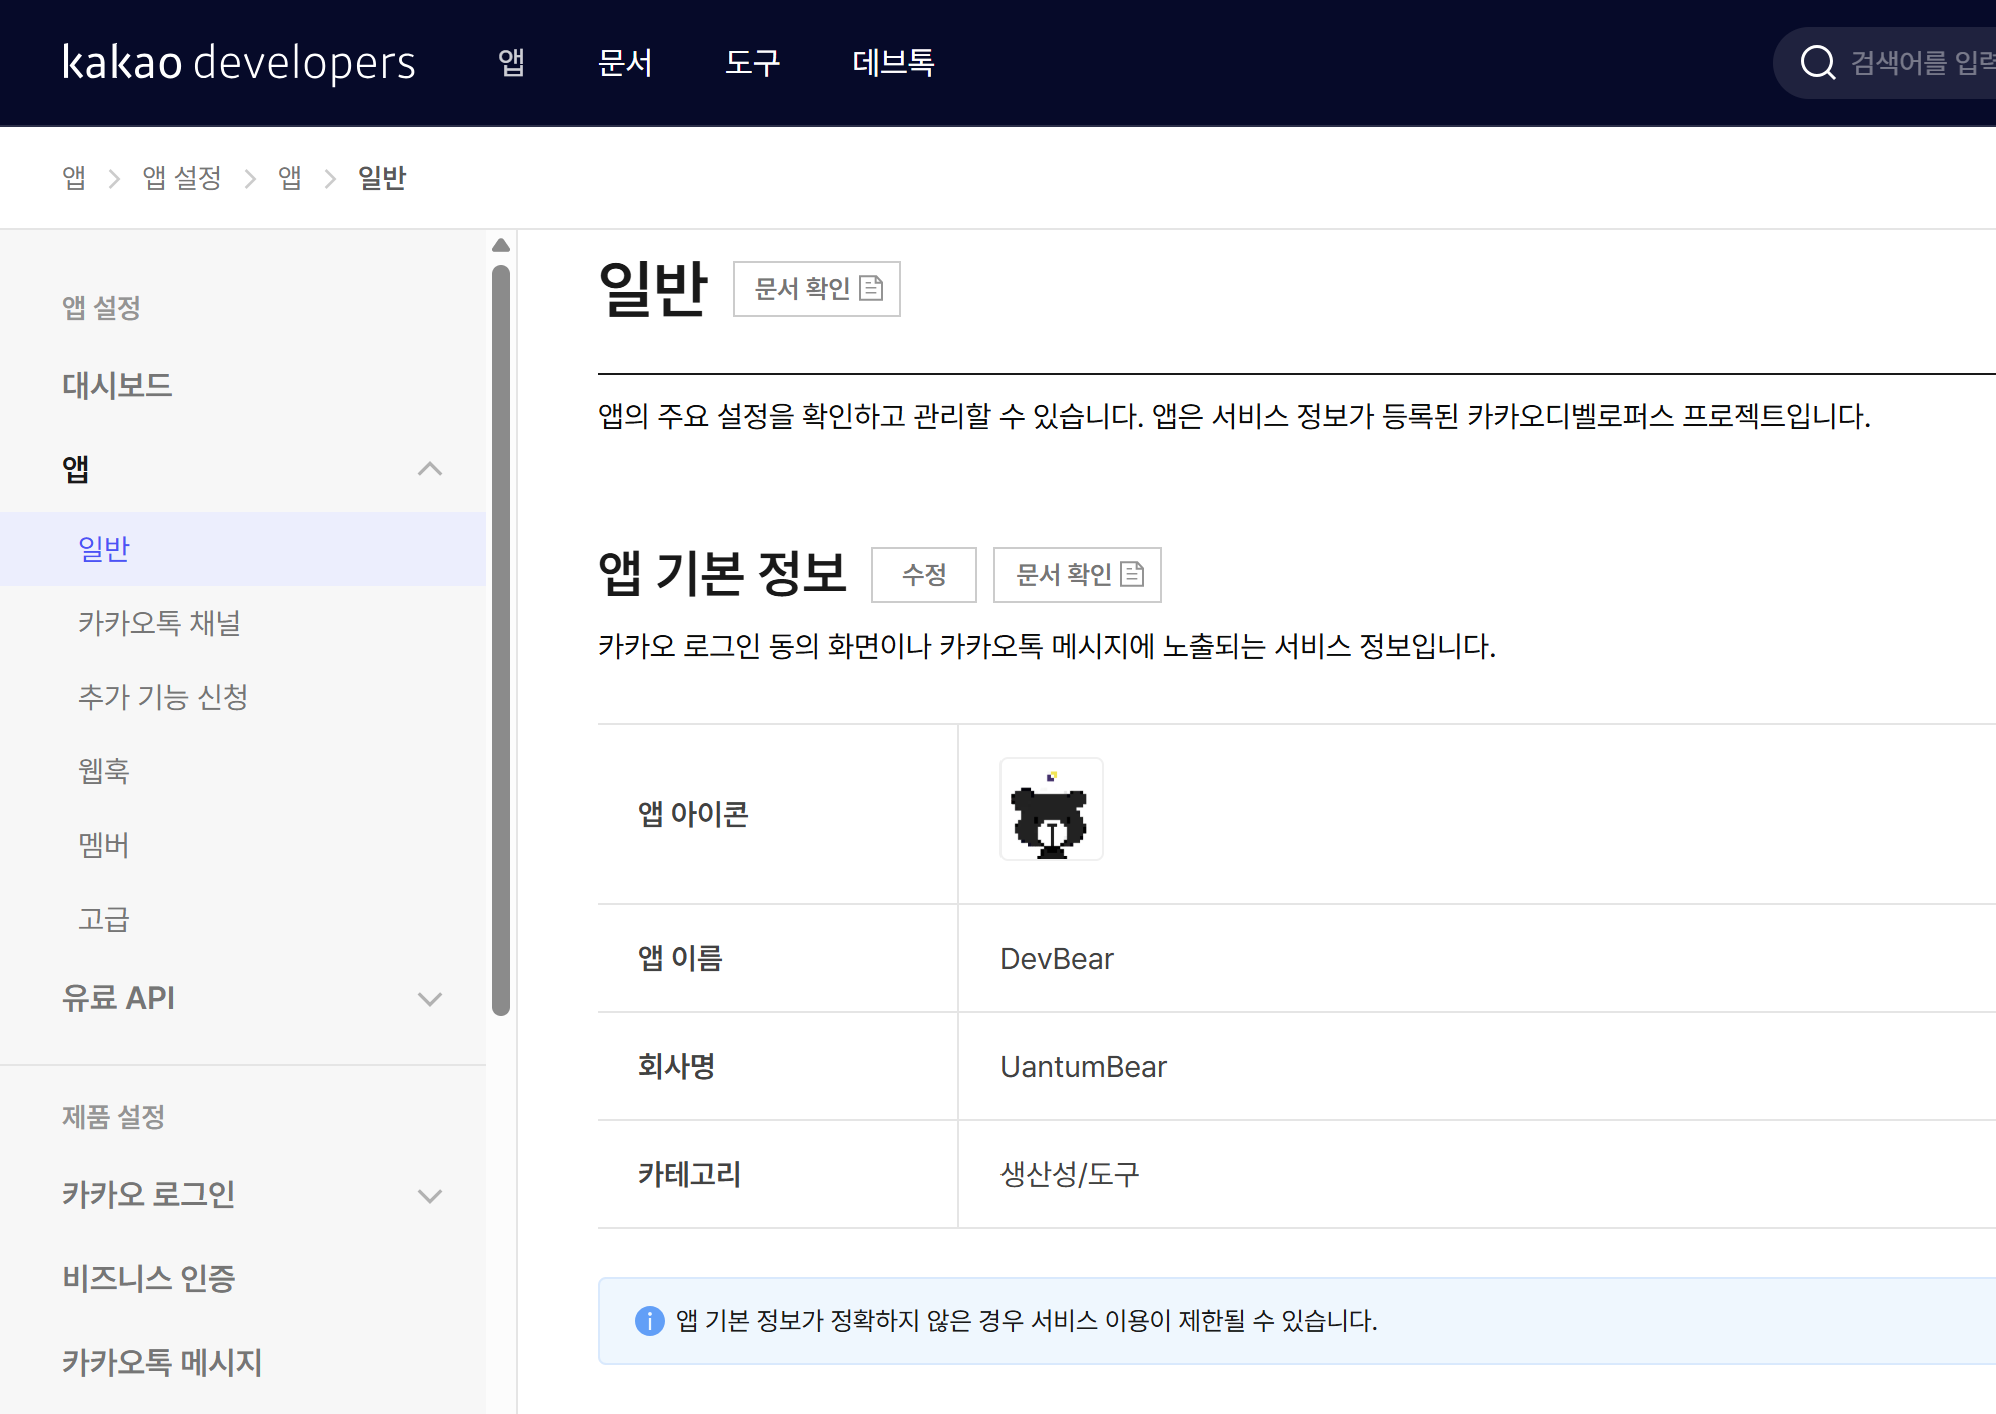 kakao developers 앱 문서 도구 데브톡 검색어를 입력
앱 > 앱 설정 > 앱 > 일반
앱 설정
대시보드
앱
일반
카카오톡 채널
추가 기능 신청
웹훅
멤버
고급
유료 API
제품 설정
카카오 로그인
비즈니스 인증
카카오톡 메시지
일반 문서 확인
앱의 주요 설정을 확인하고 관리할 수 있습니다. 앱은 서비스 정보가 등록된 카카오디벨로퍼스 프로젝트입니다.
앱 기본 정보 수정 문서 확인
카카오 로그인 동의 화면이나 카카오톡 메시지에 노출되는 서비스 정보입니다.
앱 아이콘
앱 이름 DevBear
회사명 UantumBear
카테고리 생산성/도구
앱 기본 정보가 정확하지 않은 경우 서비스 이용이 제한될 수 있습니다.